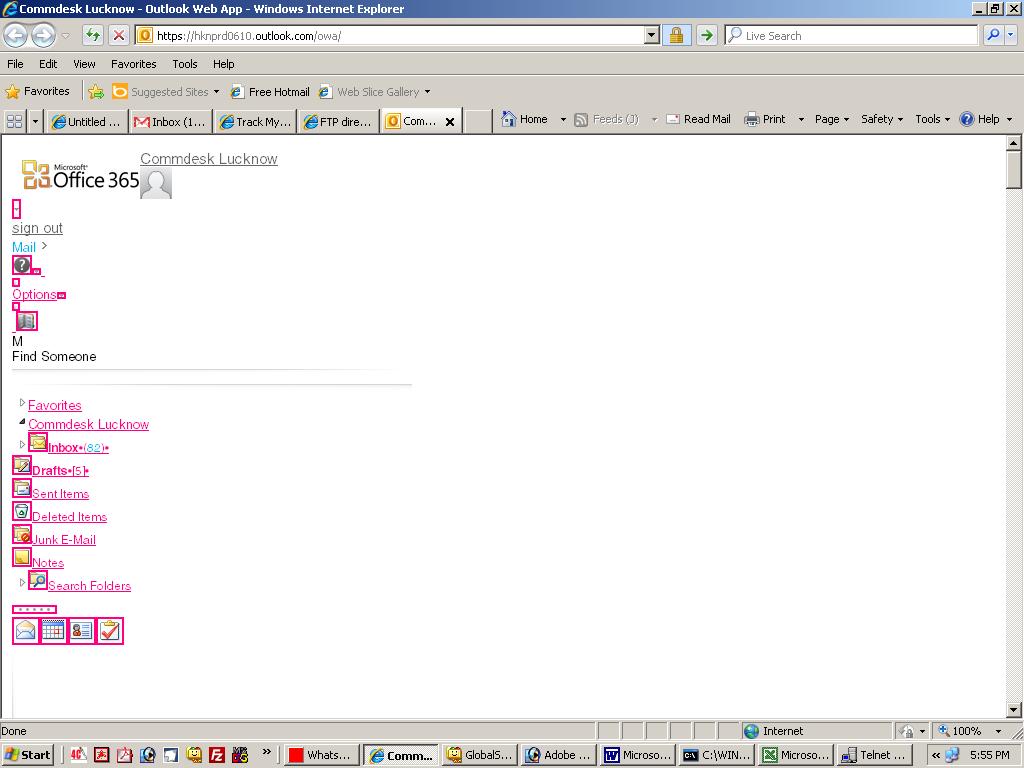 Commdesk Lucknow - Outlook Web App - Windows Internet Explorer
https://hknprd0610.outlook.com/owa/
Live Search
File Edit View Favorites Tools Help
Favorites Suggested Sites Free Hotmail Web Slice Gallery
Untitled ... Inbox (1... Track My... FTP dire... Com... Home Feeds (J) Read Mail Print Page Safety Tools Help
Commdesk Lucknow
Microsoft Office 365
sign out
Mail >
Options
M
Find Someone
Favorites
Commdesk Lucknow
Inbox (82)
Drafts [5]
Sent Items
Deleted Items
Junk E-Mail
Notes
Search Folders
Done Internet 100%
Start Whats... Comm... GlobalS... Adobe ... Microso... C:\WIN... Microso... Telnet ... 5:55 PM